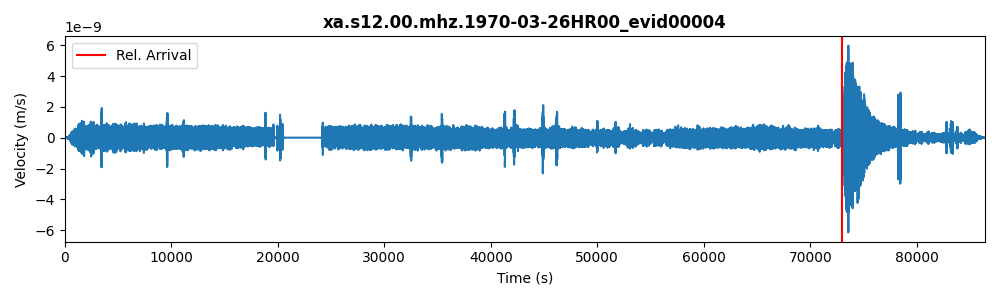 xa.s12.00.mhz.1970-03-26HR00_evid00004
1e−9
Rel. Arrival
6
4
2
0
−2
−4
−6
Velocity (m/s)
0 10000 20000 30000 40000 50000 60000 70000 80000
Time (s)